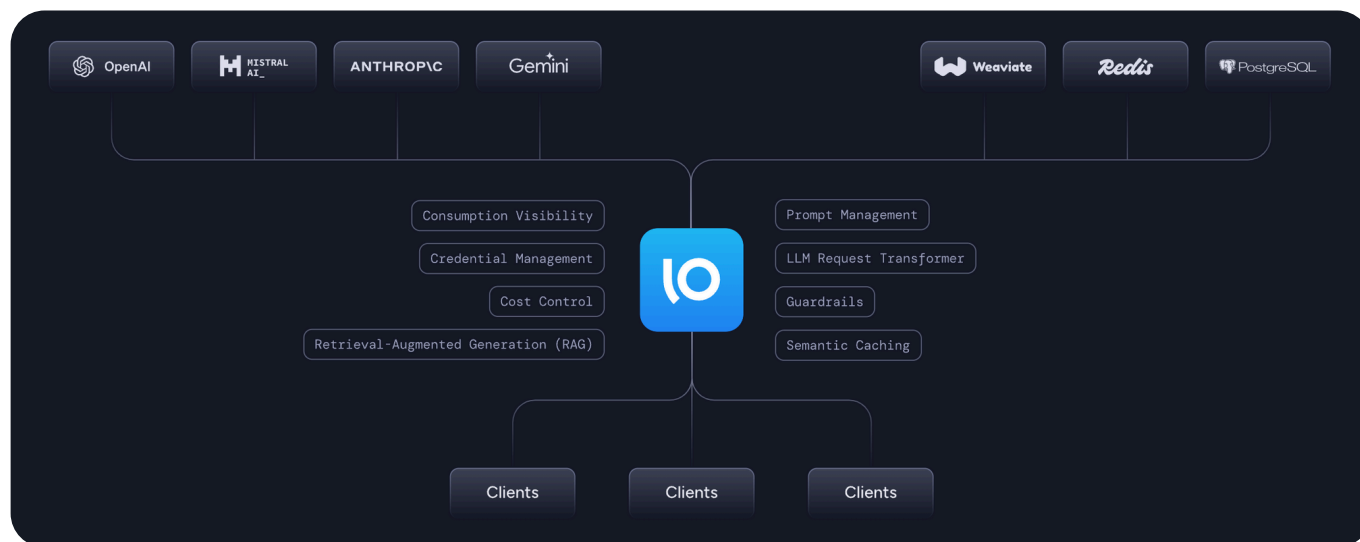 OpenAI
MISTRAL
AI_
ANTHROP\C
Gemini
Weaviate
Redis
PostgreSQL
Consumption Visibility
Credential Management
Cost Control
Retrieval-Augmented Generation (RAG)
Prompt Management
LLM Request Transformer
Guardrails
Semantic Caching
Clients
Clients
Clients